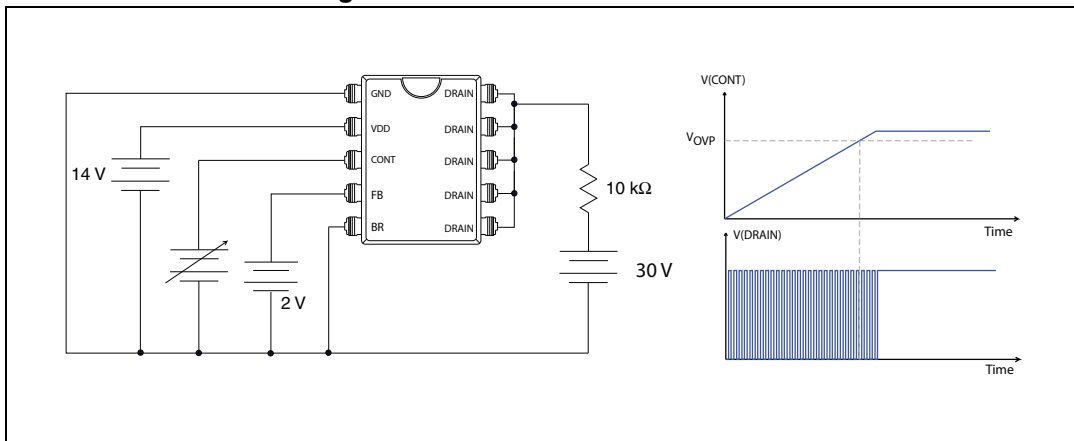 GND DRAIN
VDD DRAIN
CONT DRAIN
FB DRAIN
BR DRAIN
14 V
2 V
10 kΩ
30 V
V(CONT)
VOVP
Time
V(DRAIN)
Time